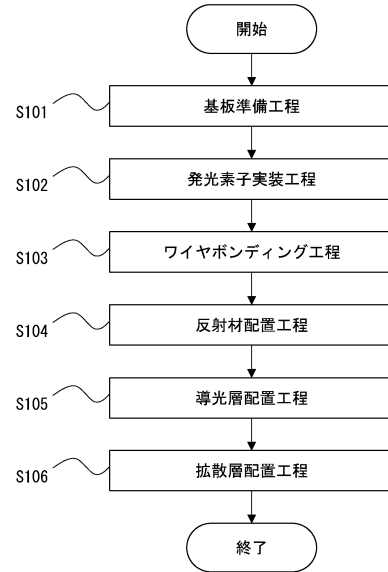 開始
S101 基板準備工程
S102 発光素子実装工程
S103 ワイヤボンディング工程
S104 反射材配置工程
S105 導光層配置工程
S106 拡散層配置工程
終了